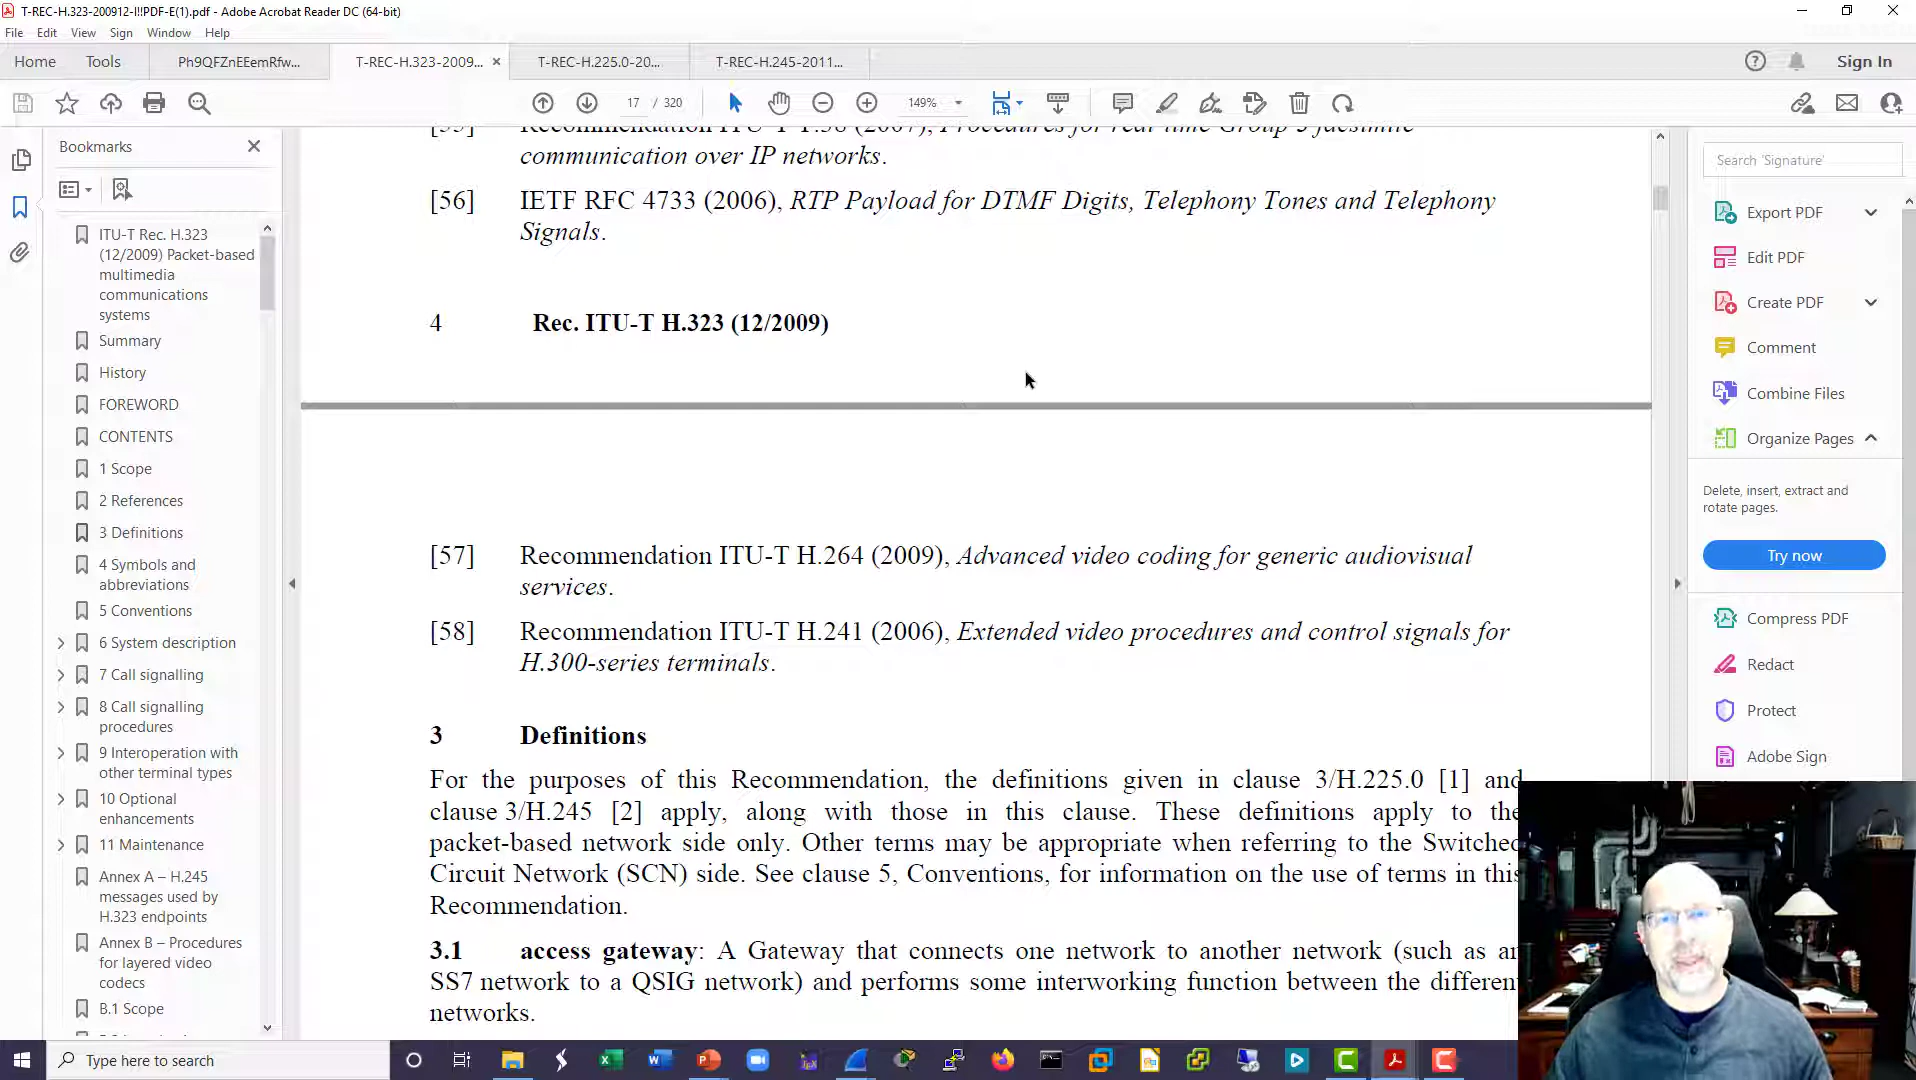 T-REC-H.323-200912-I!!PDF-E(1).pdf - Adobe Acrobat Reader DC (64-bit)
File Edit View Sign Window Help
Home Tools Ph9QFZnEEemRfw... T-REC-H.323-2009... T-REC-H.225.0-20... T-REC-H.245-2011... Sign In
17 / 320 149%
Bookmarks
ITU-T Rec. H.323
(12/2009) Packet-based
multimedia
communications
systems
Summary
History
FOREWORD
CONTENTS
1 Scope
2 References
3 Definitions
4 Symbols and
abbreviations
5 Conventions
6 System description
7 Call signalling
8 Call signalling
procedures
9 Interoperation with
other terminal types
10 Optional
enhancements
11 Maintenance
Annex A – H.245
messages used by
H.323 endpoints
Annex B – Procedures
for layered video
codecs
B.1 Scope
communication over IP networks.
[56] IETF RFC 4733 (2006), RTP Payload for DTMF Digits, Telephony Tones and Telephony
Signals.
4 Rec. ITU-T H.323 (12/2009)
[57] Recommendation ITU-T H.264 (2009), Advanced video coding for generic audiovisual
services.
[58] Recommendation ITU-T H.241 (2006), Extended video procedures and control signals for
H.300-series terminals.
3 Definitions
For the purposes of this Recommendation, the definitions given in clause 3/H.225.0 [1] and
clause 3/H.245 [2] apply, along with those in this clause. These definitions apply to the
packet-based network side only. Other terms may be appropriate when referring to the Switched
Circuit Network (SCN) side. See clause 5, Conventions, for information on the use of terms in this
Recommendation.
3.1 access gateway: A Gateway that connects one network to another network (such as an
SS7 network to a QSIG network) and performs some interworking function between the different
networks.
Search 'Signature'
Export PDF
Edit PDF
Create PDF
Comment
Combine Files
Organize Pages
Delete, insert, extract and
rotate pages.
Try now
Compress PDF
Redact
Protect
Adobe Sign
Type here to search